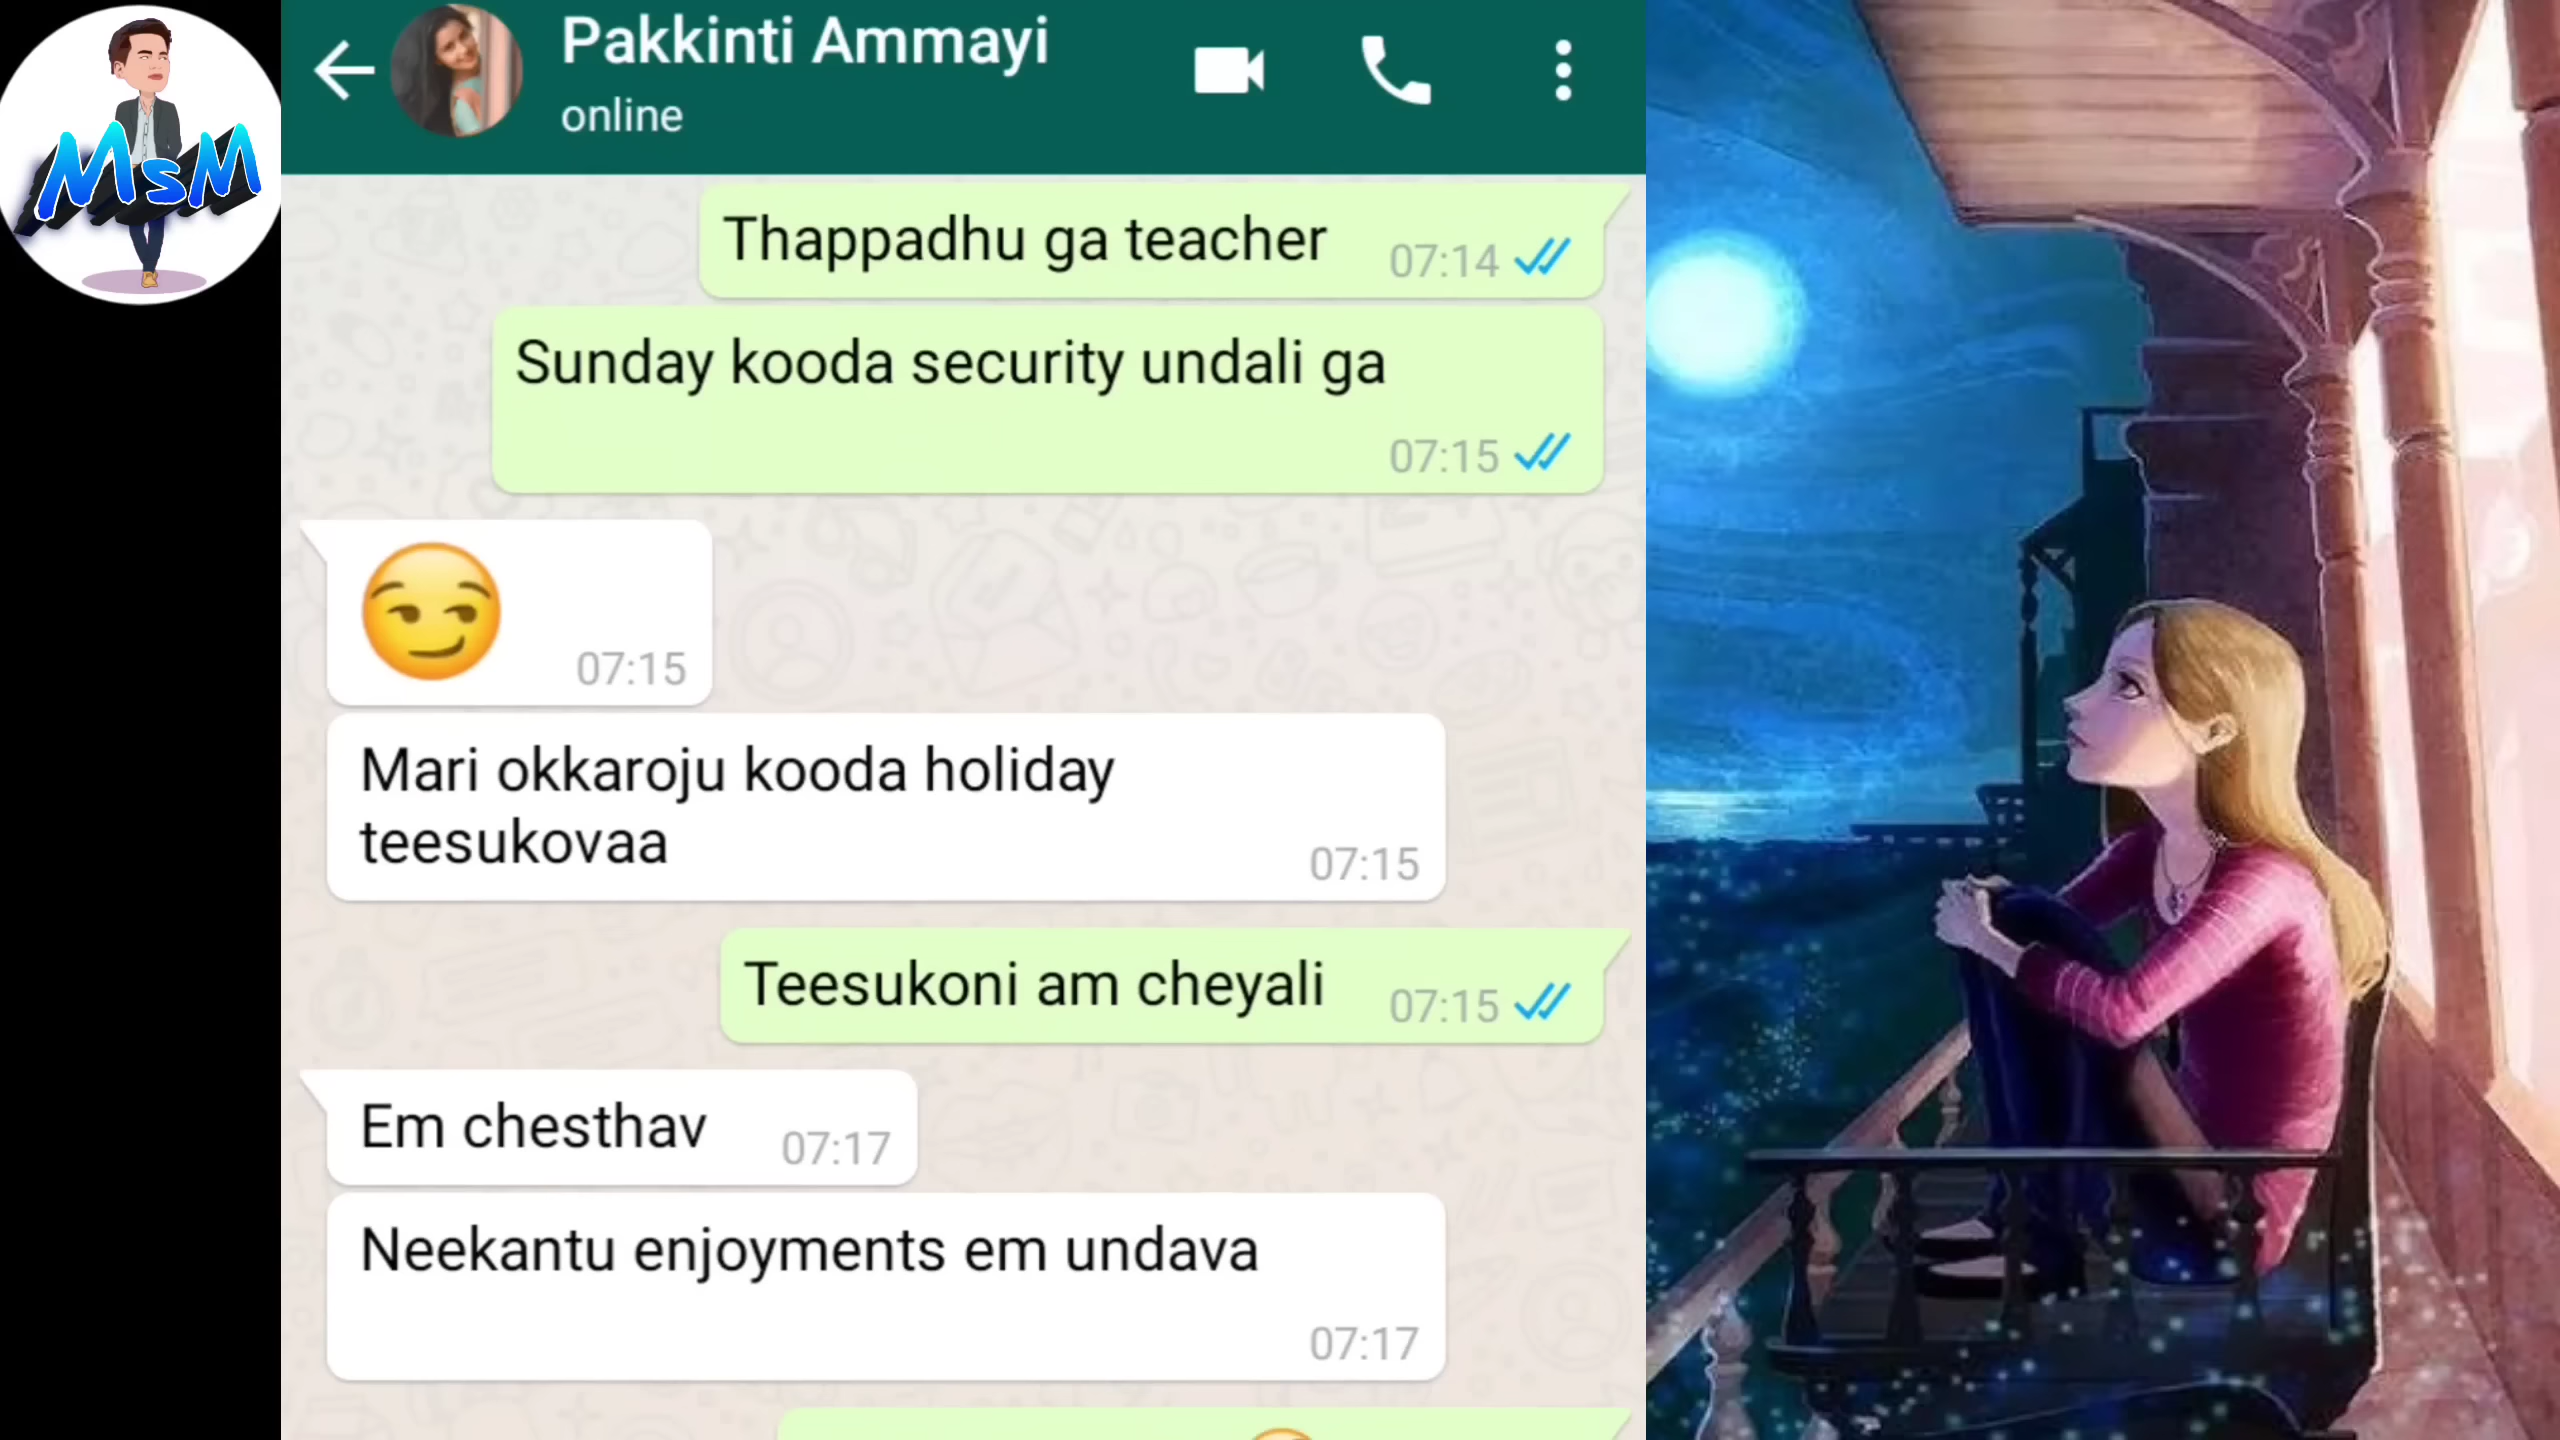 MsM
Pakkinti Ammayi
online
Thappadhu ga teacher 07:14
Sunday kooda security undali ga
07:15
😏 07:15
Mari okkaroju kooda holiday
teesukovaa 07:15
Teesukoni am cheyali 07:15
Em chesthav 07:17
Neekantu enjoyments em undava
07:17